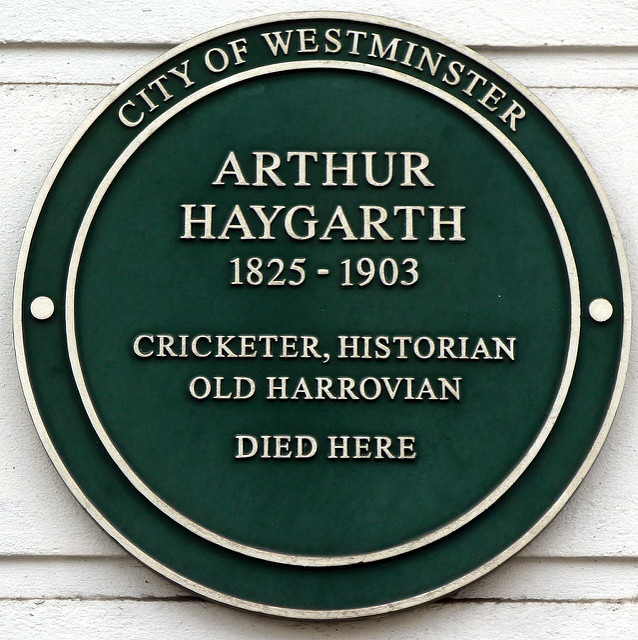 CITY OF WESTMINSTER
ARTHUR
HAYGARTH
1825 - 1903
CRICKETER, HISTORIAN
OLD HARROVIAN
DIED HERE